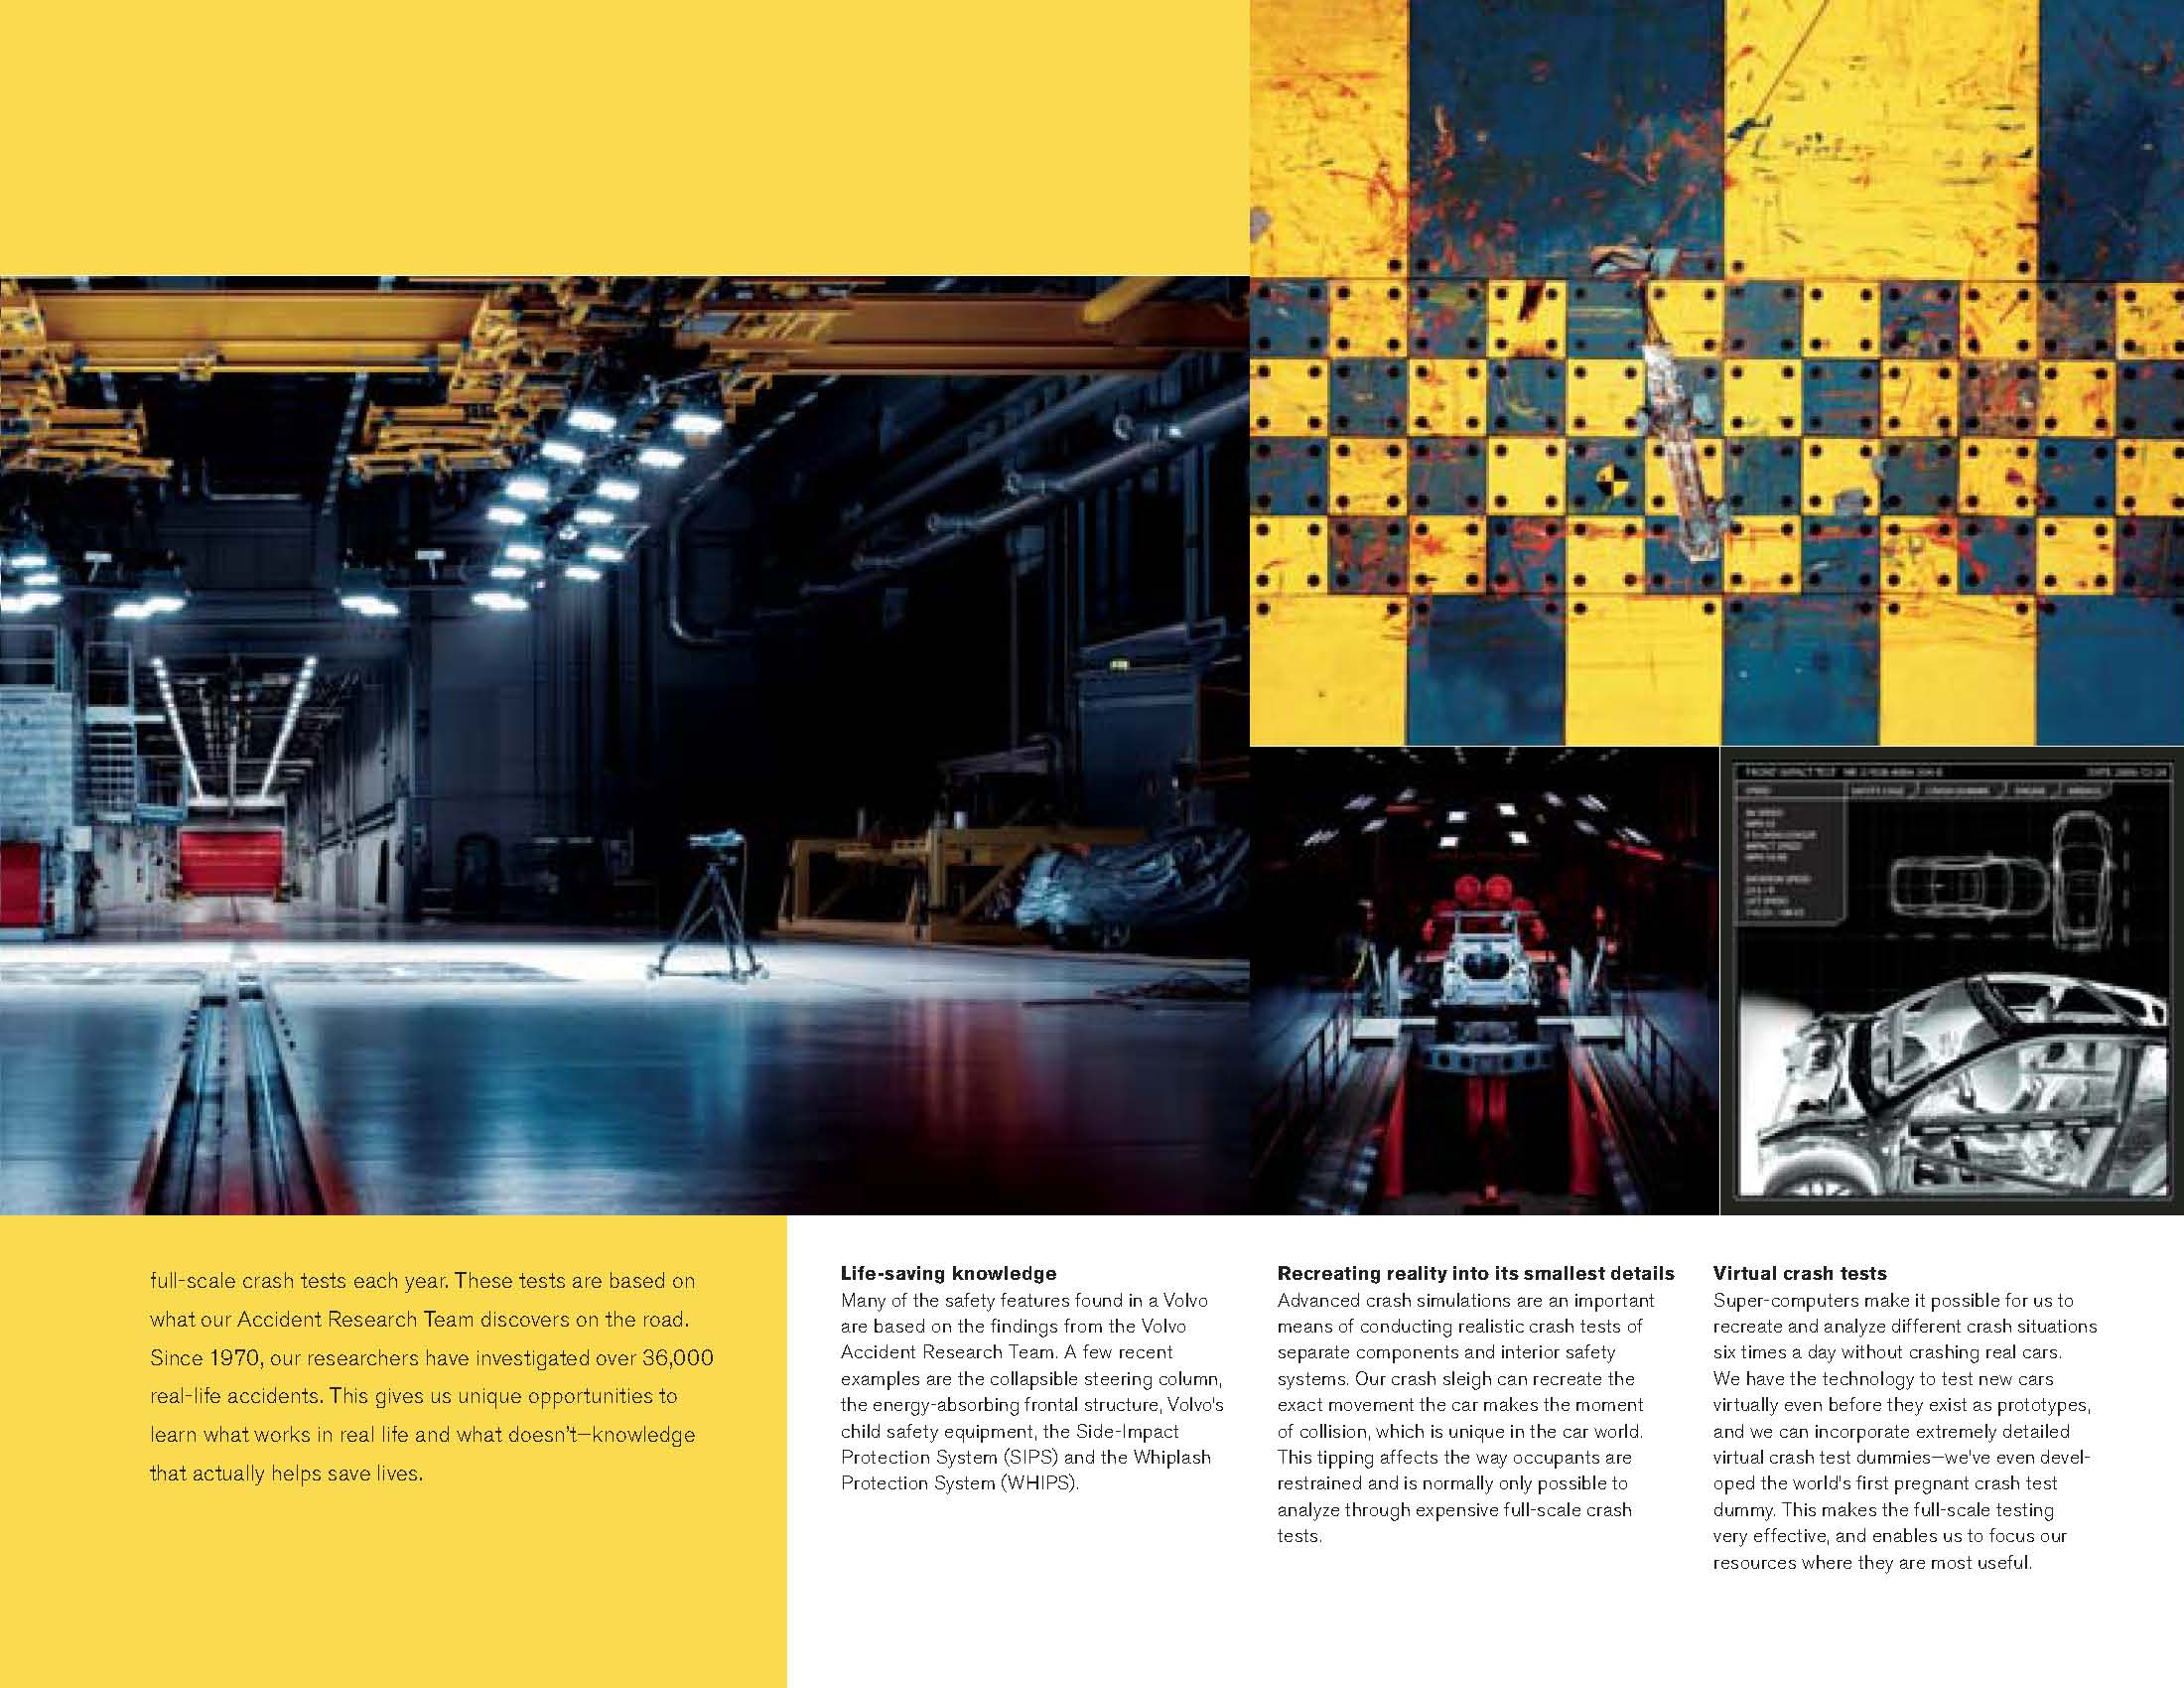 full-scale crash tests each year. These tests are based on
what our Accident Research Team discovers on the road.
Since 1970, our researchers have investigated over 36,000
real-life accidents. This gives us unique opportunities to
learn what works in real life and what doesn't—knowledge
that actually helps save lives.
Life-saving knowledge
Many of the safety features found in a Volvo
are based on the findings from the Volvo
Accident Research Team. A few recent
examples are the collapsible steering column,
the energy-absorbing frontal structure, Volvo's
child safety equipment, the Side-Impact
Protection System (SIPS) and the Whiplash
Protection System (WHIPS).
Recreating reality into its smallest details
Advanced crash simulations are an important
means of conducting realistic crash tests of
separate components and interior safety
systems. Our crash sleigh can recreate the
exact movement the car makes the moment
of collision, which is unique in the car world.
This tipping affects the way occupants are
restrained and is normally only possible to
analyze through expensive full-scale crash
tests.
Virtual crash tests
Super-computers make it possible for us to
recreate and analyze different crash situations
six times a day without crashing real cars.
We have the technology to test new cars
virtually even before they exist as prototypes,
and we can incorporate extremely detailed
virtual crash test dummies—we've even devel-
oped the world's first pregnant crash test
dummy. This makes the full-scale testing
very effective, and enables us to focus our
resources where they are most useful.